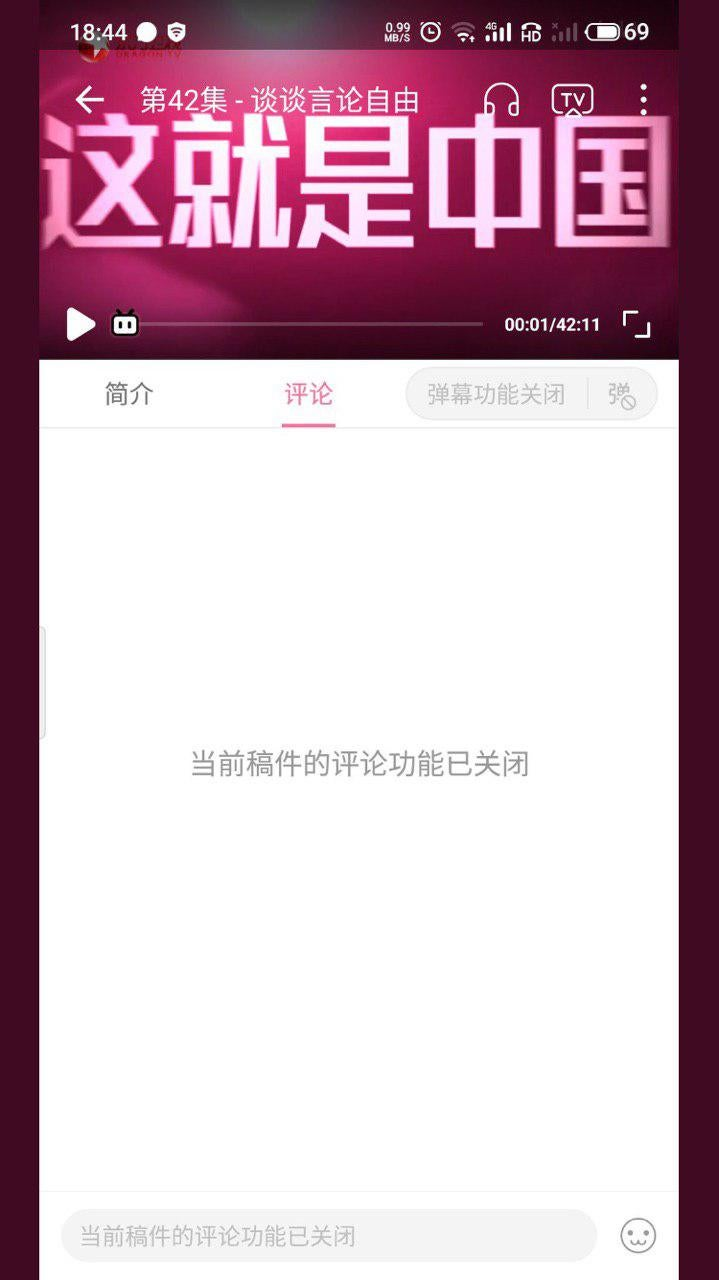 18:44
0.99 MB/S
4G
HD
69
DRAGON TV
第42集 - 谈谈言论自由
TV
这就是中国
00:01/42:11
简介
评论
弹幕功能关闭
弹
当前稿件的评论功能已关闭
当前稿件的评论功能已关闭